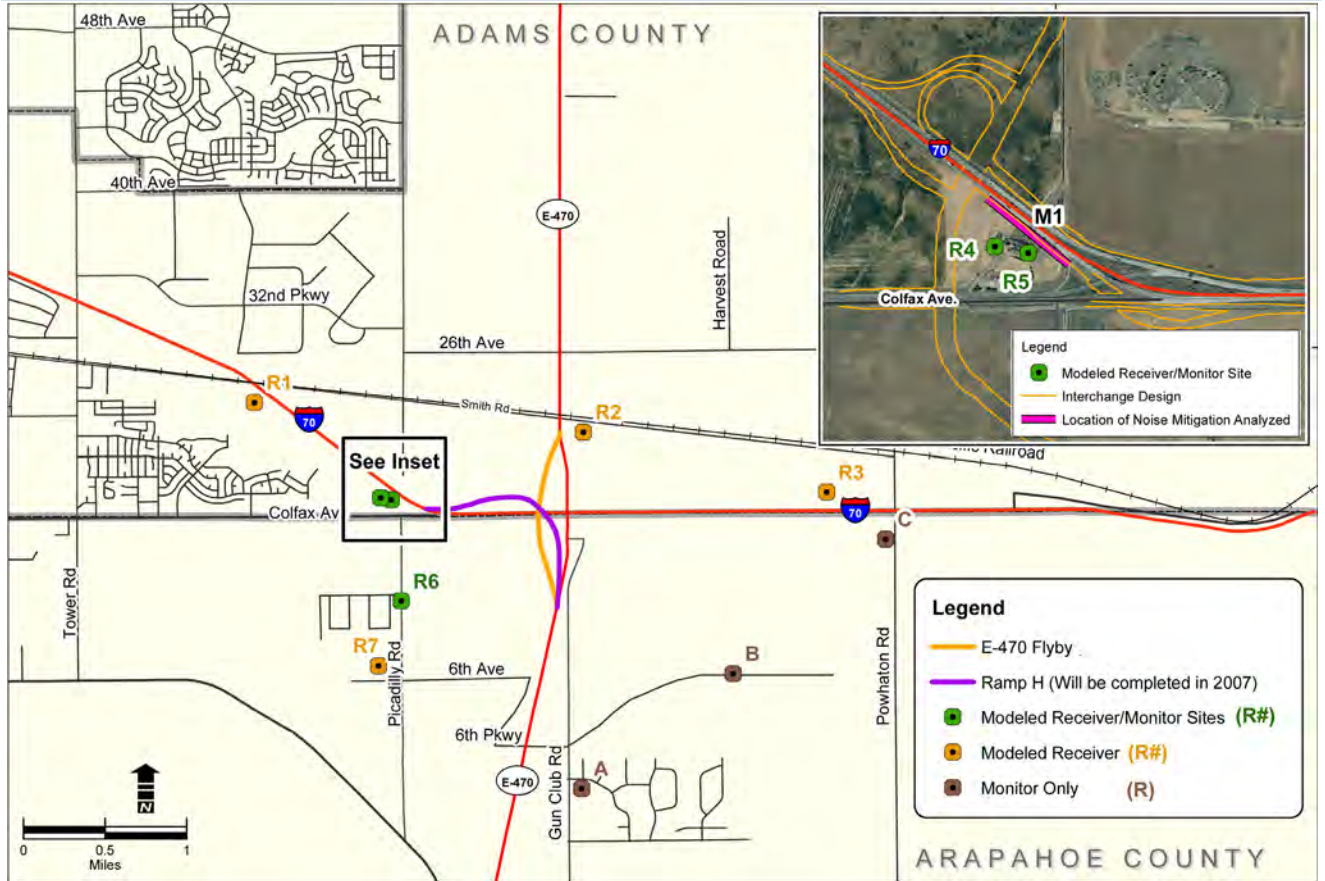 48th Ave
ADAMS COUNTY
40th Ave
E-470
Harvest Road
32nd Pkwy
26th Ave
R1
Smith Rd
R2
70
See Inset
R3
Railroad
Colfax Av
70
C
Tower Rd
R6
Picadilly Rd
R7
6th Ave
B
Powhaton Rd
6th Pkwy
E-470
Gun Club Rd
A
N
0 0.5 1
Miles
ARAPAHOE COUNTY
70
M1
R4
R5
Colfax Ave.
Legend
Modeled Receiver/Monitor Site
Interchange Design
Location of Noise Mitigation Analyzed
Legend
E-470 Flyby
Ramp H (Will be completed in 2007)
Modeled Receiver/Monitor Sites (R#)
Modeled Receiver (R#)
Monitor Only (R)